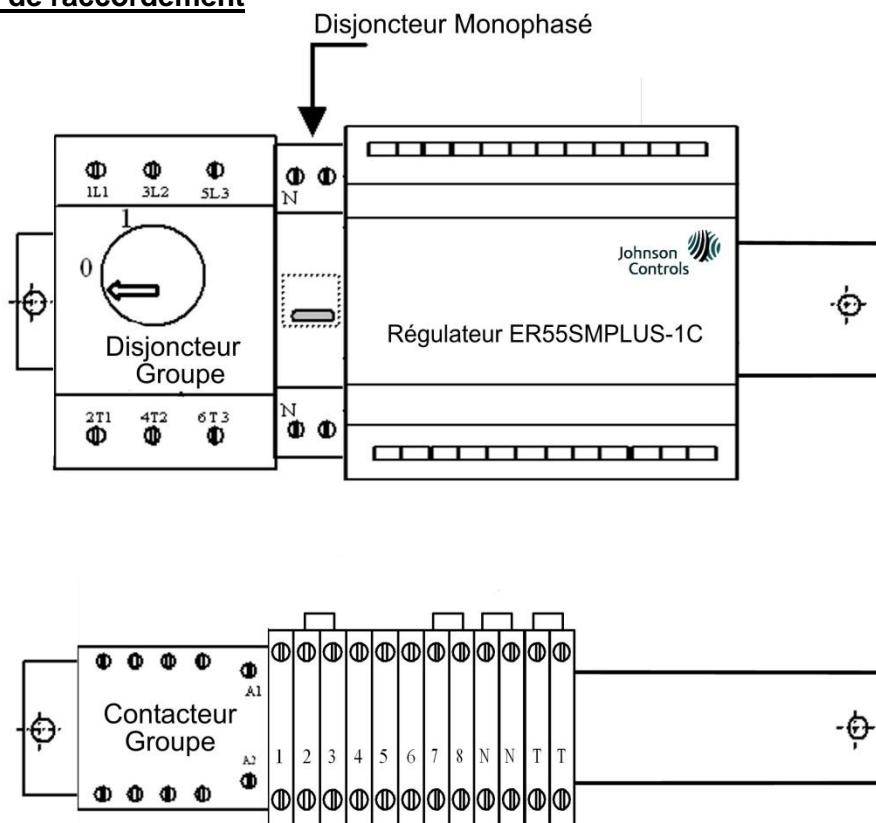 de raccordement
Disjoncteur Monophasé
1L1 3L2 5L3
N
1
0
Johnson
Controls
Disjoncteur
Groupe
Régulateur ER55SMPLUS-1C
2T1 4T2 6T3
N
A1
Contacteur
Groupe
A2
1 2 3 4 5 6 7 8 N N T T